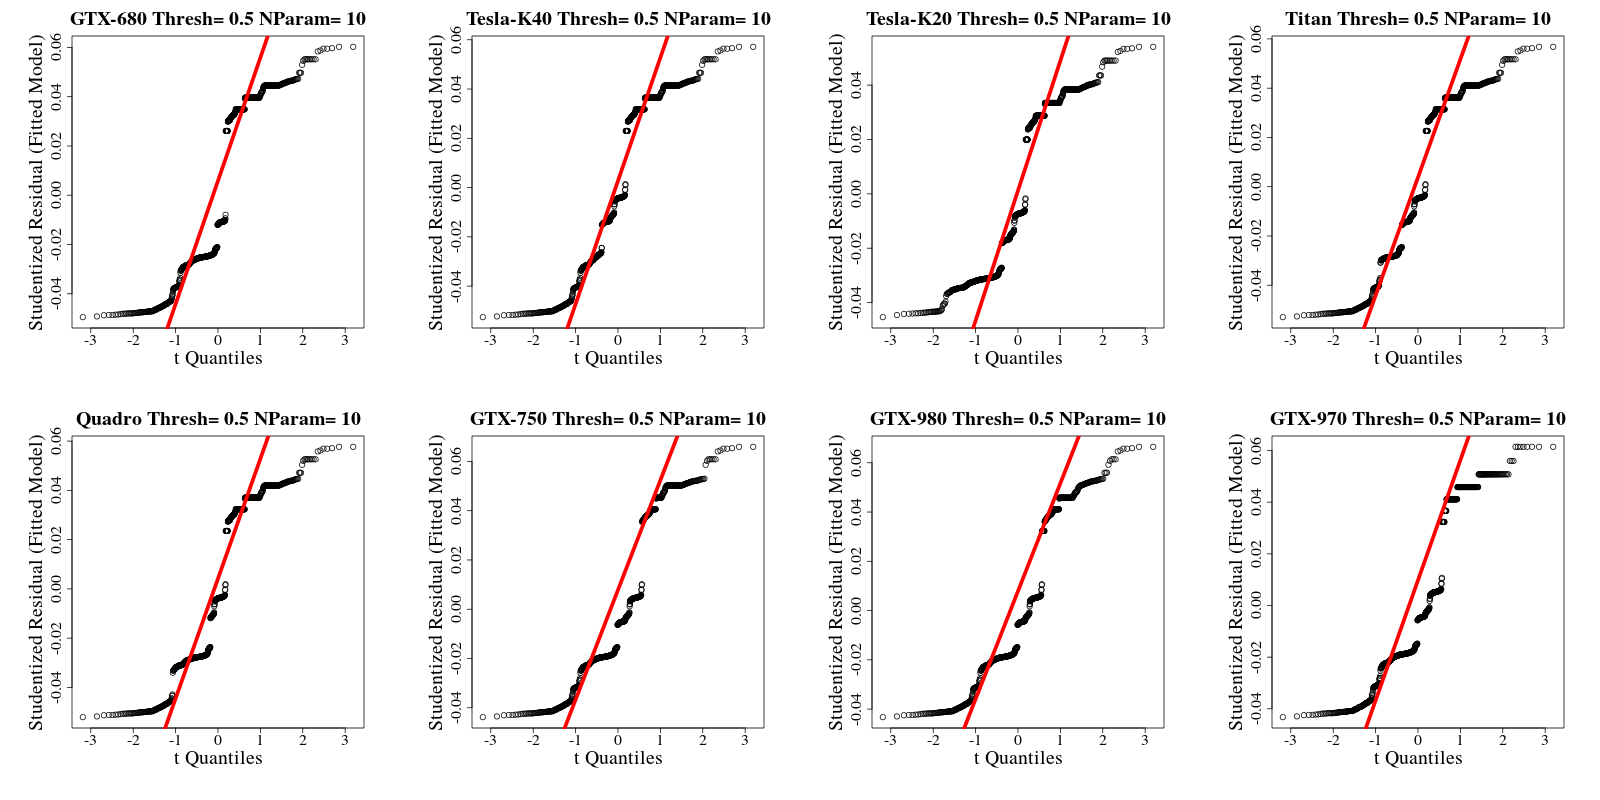 GTX-680 Thresh= 0.5 NParam= 10
Studentized Residual (Fitted Model)
-0.04 -0.02 0.00 0.02 0.04 0.06
-3 -2 -1 0 1 2 3
t Quantiles
Tesla-K40 Thresh= 0.5 NParam= 10
Studentized Residual (Fitted Model)
-0.04 -0.02 0.00 0.02 0.04 0.06
-3 -2 -1 0 1 2 3
t Quantiles
Tesla-K20 Thresh= 0.5 NParam= 10
Studentized Residual (Fitted Model)
-0.04 -0.02 0.00 0.02 0.04
-3 -2 -1 0 1 2 3
t Quantiles
Titan Thresh= 0.5 NParam= 10
Studentized Residual (Fitted Model)
-0.04 -0.02 0.00 0.02 0.04 0.06
-3 -2 -1 0 1 2 3
t Quantiles
Quadro Thresh= 0.5 NParam= 10
Studentized Residual (Fitted Model)
-0.04 -0.02 0.00 0.02 0.04 0.06
-3 -2 -1 0 1 2 3
t Quantiles
GTX-750 Thresh= 0.5 NParam= 10
Studentized Residual (Fitted Model)
-0.04 -0.02 0.00 0.02 0.04 0.06
-3 -2 -1 0 1 2 3
t Quantiles
GTX-980 Thresh= 0.5 NParam= 10
Studentized Residual (Fitted Model)
-0.04 -0.02 0.00 0.02 0.04 0.06
-3 -2 -1 0 1 2 3
t Quantiles
GTX-970 Thresh= 0.5 NParam= 10
Studentized Residual (Fitted Model)
-0.04 -0.02 0.00 0.02 0.04 0.06
-3 -2 -1 0 1 2 3
t Quantiles